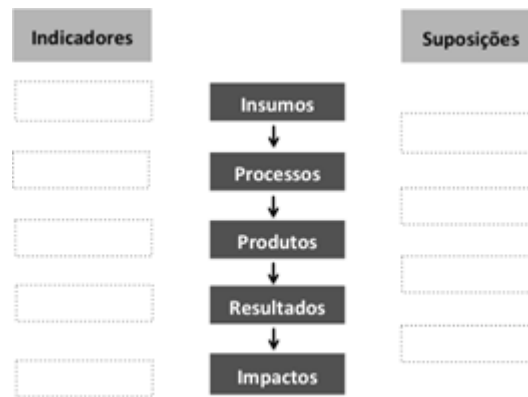 Indicadores
Suposições
Insumos
Processos
Produtos
Resultados
Impactos